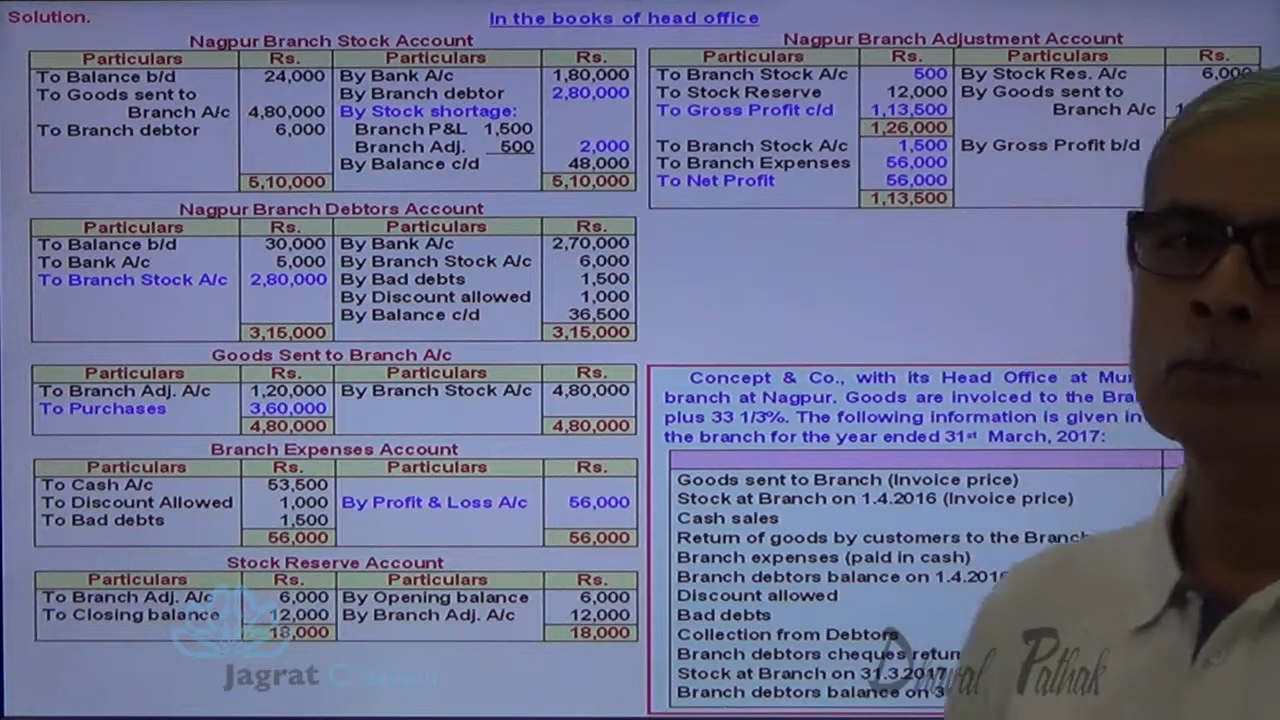 Solution.
In the books of head office
Nagpur Branch Stock Account
Particulars Rs. Particulars Rs.
To Balance b/d 24,000 By Bank A/c 1,80,000
To Goods sent to By Branch debtor 2,80,000
Branch A/c 4,80,000 By Stock shortage:
To Branch debtor 6,000 Branch P&L 1,500
Branch Adj. 500 2,000
By Balance c/d 48,000
5,10,000 5,10,000
Nagpur Branch Debtors Account
Particulars Rs. Particulars Rs.
To Balance b/d 30,000 By Bank A/c 2,70,000
To Bank A/c 5,000 By Branch Stock A/c 6,000
To Branch Stock A/c 2,80,000 By Bad debts 1,500
By Discount allowed 1,000
By Balance c/d 36,500
3,15,000 3,15,000
Goods Sent to Branch A/c
Particulars Rs. Particulars Rs.
To Branch Adj. A/c 1,20,000 By Branch Stock A/c 4,80,000
To Purchases 3,60,000
4,80,000 4,80,000
Branch Expenses Account
Particulars Rs. Particulars Rs.
To Cash A/c 53,500
To Discount Allowed 1,000 By Profit & Loss A/c 56,000
To Bad debts 1,500
56,000 56,000
Stock Reserve Account
Particulars Rs. Particulars Rs.
To Branch Adj. A/c 6,000 By Opening balance 6,000
To Closing balance 12,000 By Branch Adj. A/c 12,000
18,000 18,000
Jagrat
Nagpur Branch Adjustment Account
Particulars Rs. Particulars Rs.
To Branch Stock A/c 500 By Stock Res. A/c 6,000
To Stock Reserve 12,000 By Goods sent to
To Gross Profit c/d 1,13,500 Branch A/c
1,26,000
To Branch Stock A/c 1,500 By Gross Profit b/d
To Branch Expenses 56,000
To Net Profit 56,000
1,13,500
Concept & Co., with its Head Office at
branch at Nagpur. Goods are invoiced to the
plus 33 1/3%. The following information is given in
the branch for the year ended 31st March, 2017:
Goods sent to Branch (Invoice price)
Stock at Branch on 1.4.2016 (Invoice price)
Cash sales
Return of goods by customers to the
Branch expenses (paid in cash)
Branch debtors balance on 1.4.2016
Discount allowed
Bad debts
Collection from Debtors
Branch debtors cheques
Stock at Branch on 31.3.2017
Branch debtors balance on
Dhawal Pathak